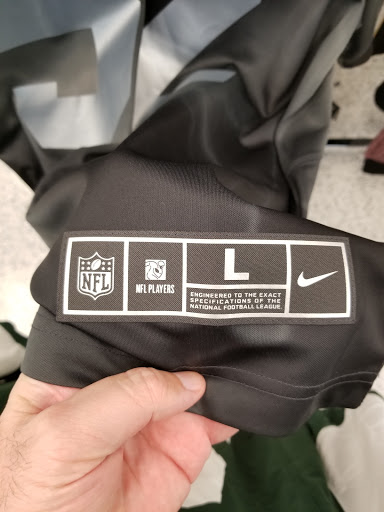 NFL
NFL PLAYERS
L
ENGINEERED TO THE EXACT
SPECIFICATIONS OF THE
NATIONAL FOOTBALL LEAGUE